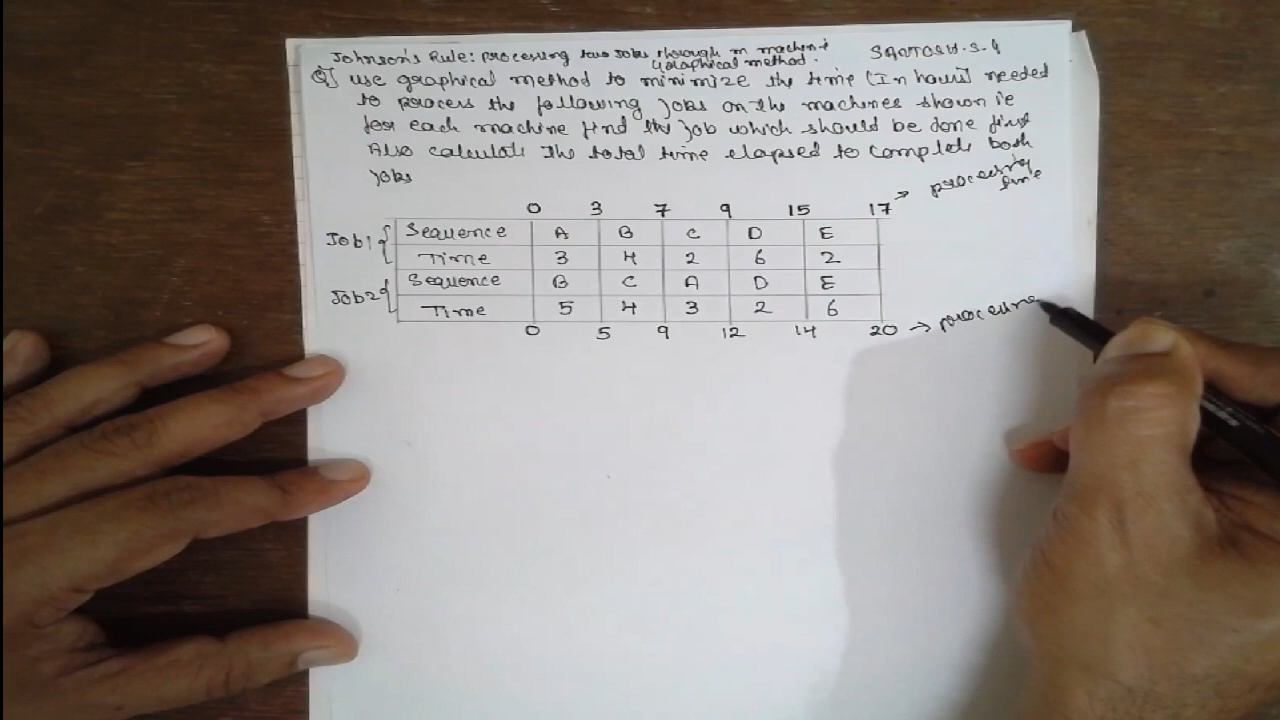 Johnson's Rule: processing two Jobs through m machines
Graphical method. SANTOSH.S.G
Q] use graphical method to minimize the time (In hours) needed
to process the following jobs on the machines shown ie
for each machine find the job which should be done first
Also calculate the total time elapsed to complete both
jobs
0 3 7 9 15 17 → processing time
Job1 { Sequence A B C D E
Time 3 4 2 6 2
Job2 { Sequence B C A D E
Time 5 4 3 2 6
0 5 9 12 14 20 → processing